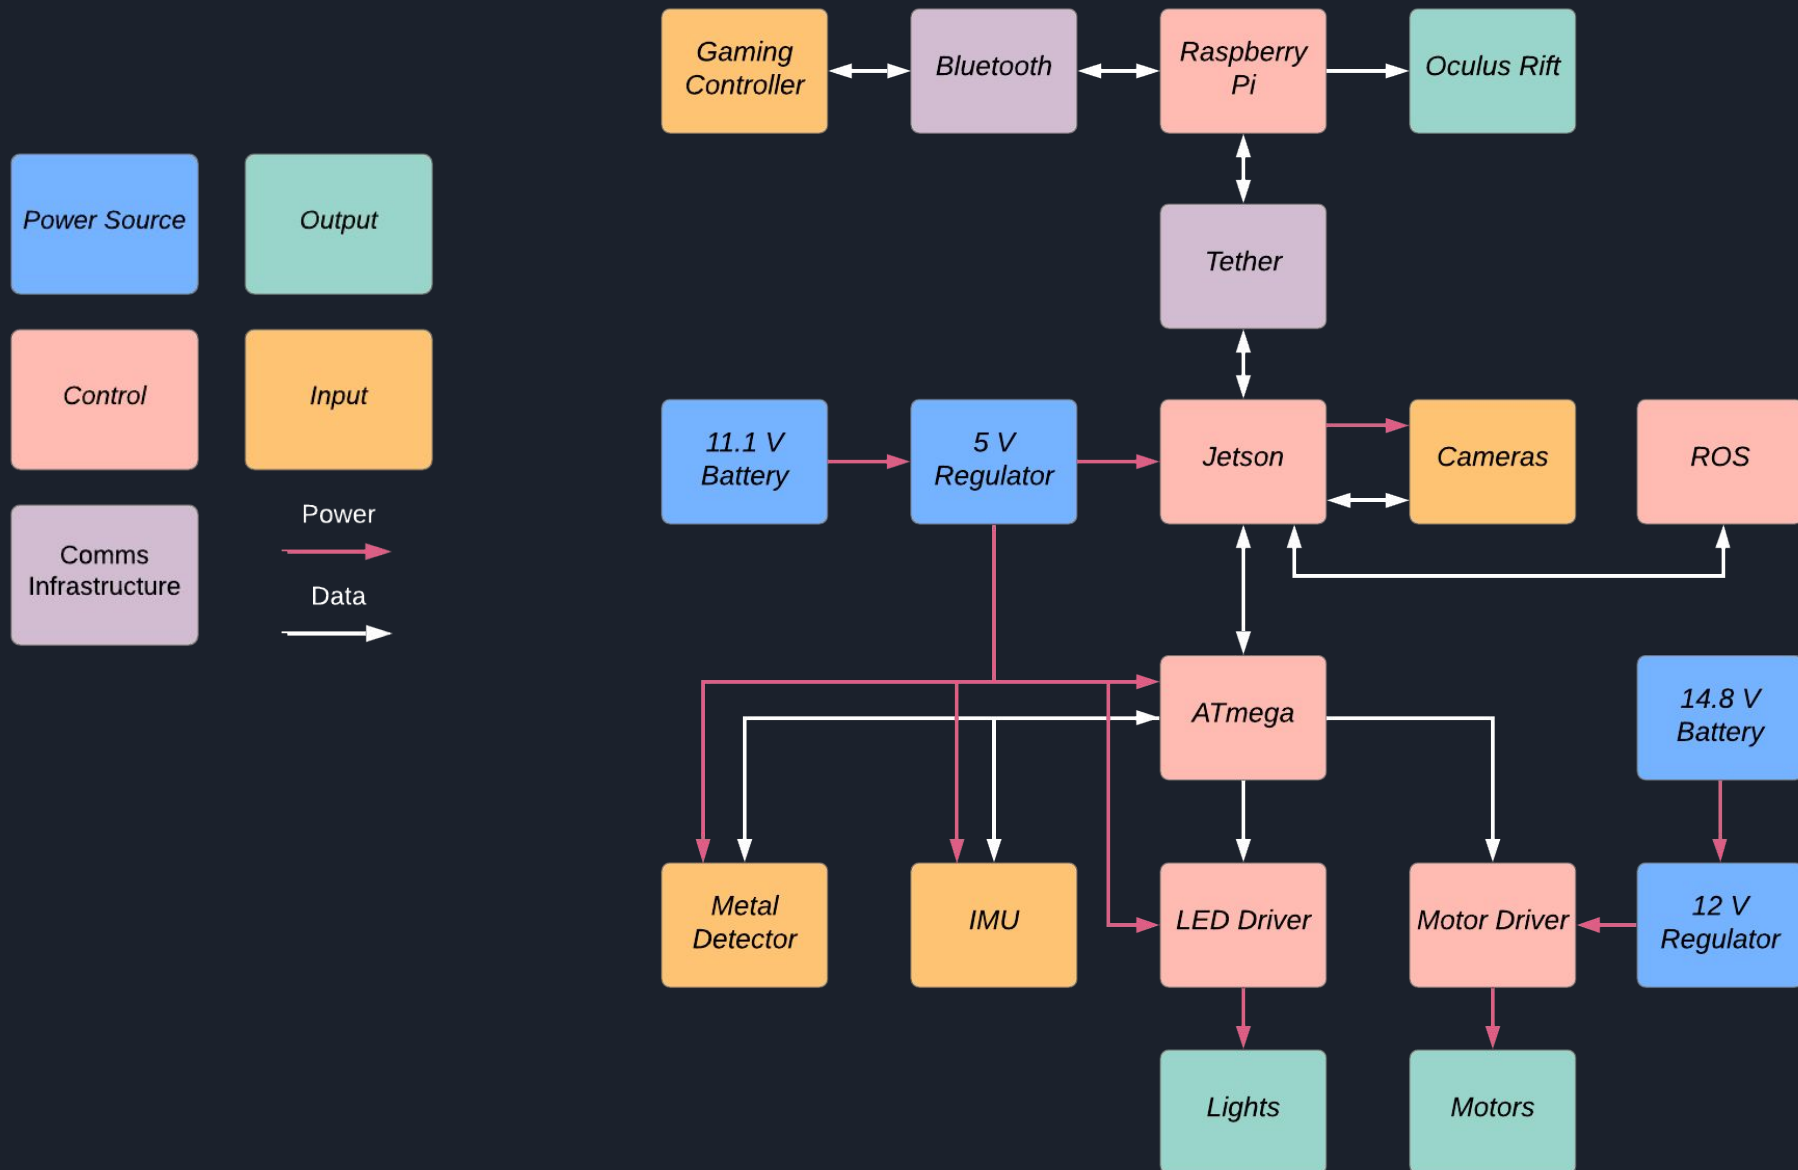 Gaming
Controller
Bluetooth
Raspberry
Pi
Oculus Rift
Power Source
Output
Tether
Control
Input
11.1 V
Battery
5 V
Regulator
Jetson
Cameras
ROS
Comms
Infrastructure
Power
Data
ATmega
14.8 V
Battery
Metal
Detector
IMU
LED Driver
Motor Driver
12 V
Regulator
Lights
Motors